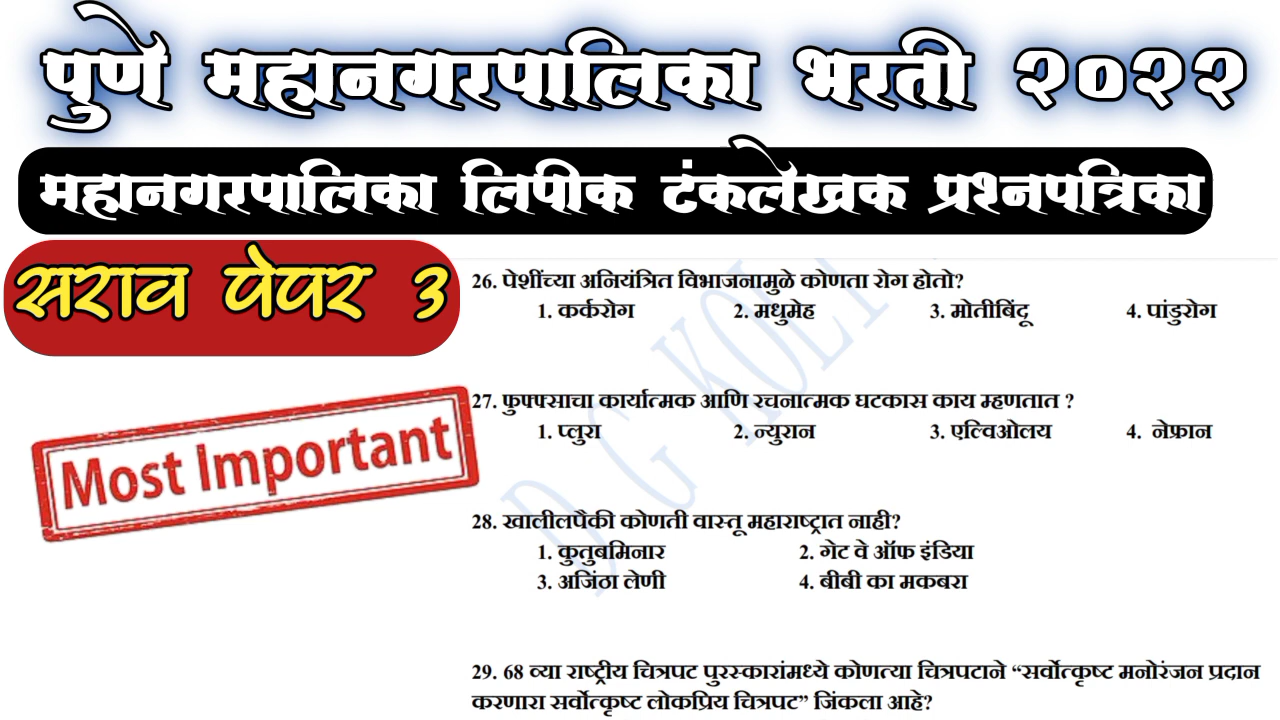 पुणे महानगरपालिका भरती २०२२
महानगरपालिका लिपीक टंकलेखक प्रश्नपत्रिका
सराव पेपर ३
Most Important
26. पेशींच्या अनियंत्रित विभाजनामुळे कोणता रोग होतो?
1. कर्करोग 2. मधुमेह 3. मोतीबिंदू 4. पांडुरोग
27. फुफ्फ्साचा कार्यात्मक आणि रचनात्मक घटकास काय म्हणतात ?
1. प्लुरा 2. न्युरान 3. एल्विओलय 4. नेफ्रान
28. खालीलपैकी कोणती वास्तू महाराष्ट्रात नाही?
1. कुतुबमिनार 2. गेट वे ऑफ इंडिया
3. अजिंठा लेणी 4. बीबी का मकबरा
29. 68 व्या राष्ट्रीय चित्रपट पुरस्कारांमध्ये कोणत्या चित्रपटाने “सर्वोत्कृष्ट मनोरंजन प्रदान
करणारा सर्वोत्कृष्ट लोकप्रिय चित्रपट” जिंकला आहे?
D G KOLI